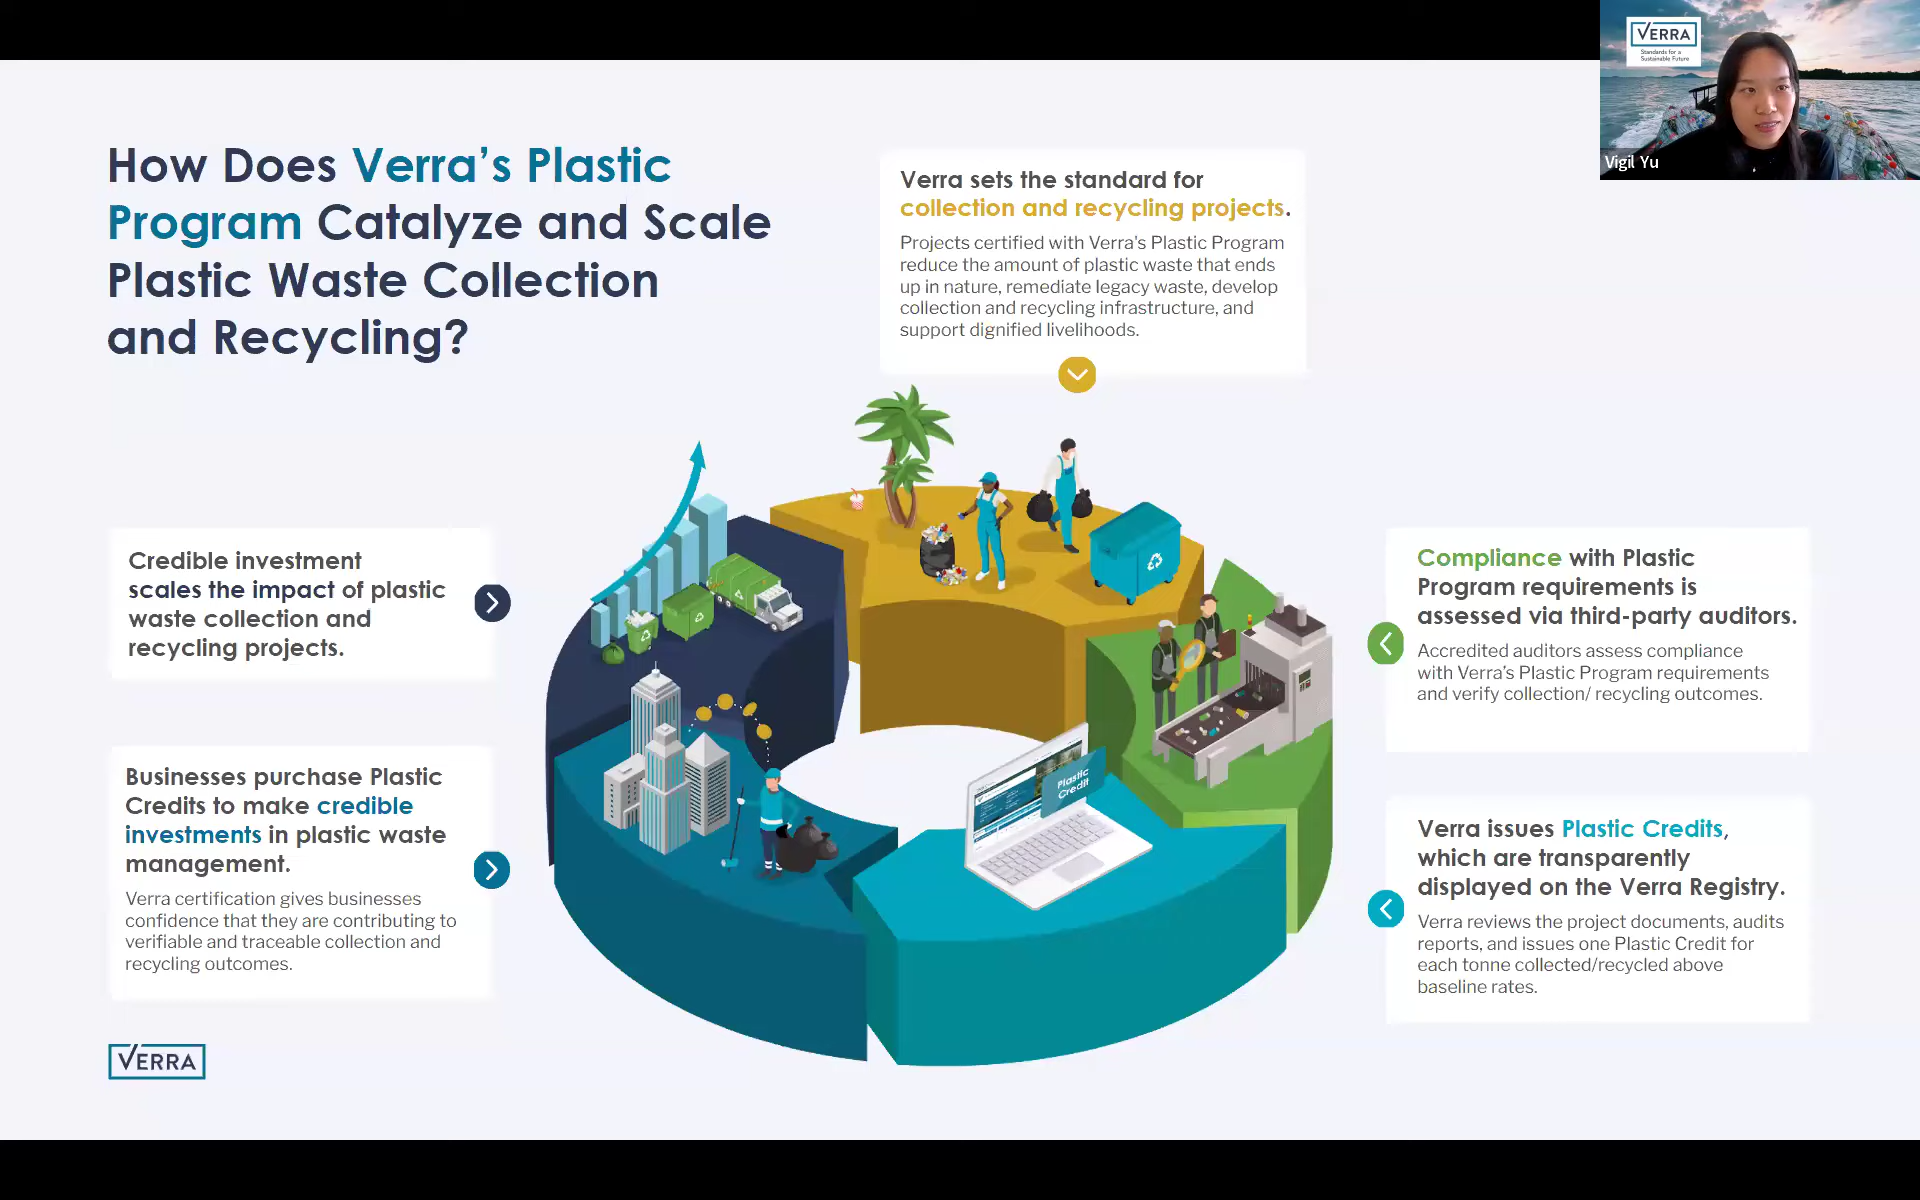 VERRA
Standards for a
Sustainable Future
Vigil Yu
How Does Verra's Plastic
Program Catalyze and Scale
Plastic Waste Collection
and Recycling?
Verra sets the standard for
collection and recycling projects.
Projects certified with Verra's Plastic Program
reduce the amount of plastic waste that ends
up in nature, remediate legacy waste, develop
collection and recycling infrastructure, and
support dignified livelihoods.
Compliance with Plastic
Program requirements is
assessed via third-party auditors.
Accredited auditors assess compliance
with Verra's Plastic Program requirements
and verify collection/ recycling outcomes.
Verra issues Plastic Credits,
which are transparently
displayed on the Verra Registry.
Verra reviews the project documents, audits
reports, and issues one Plastic Credit for
each tonne collected/recycled above
baseline rates.
Plastic
Credit
Businesses purchase Plastic
Credits to make credible
investments in plastic waste
management.
Verra certification gives businesses
confidence that they are contributing to
verifiable and traceable collection and
recycling outcomes.
Credible investment
scales the impact of plastic
waste collection and
recycling projects.
VERRA